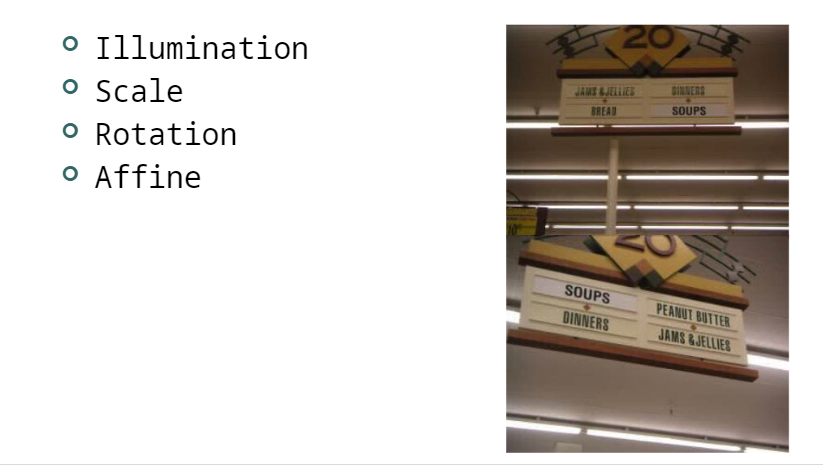 Illumination
Scale
Rotation
Affine
20
JAMS & JELLIES DINNERS
BREAD SOUPS
20
SOUPS PEANUT BUTTER
DINNERS JAMS & JELLIES